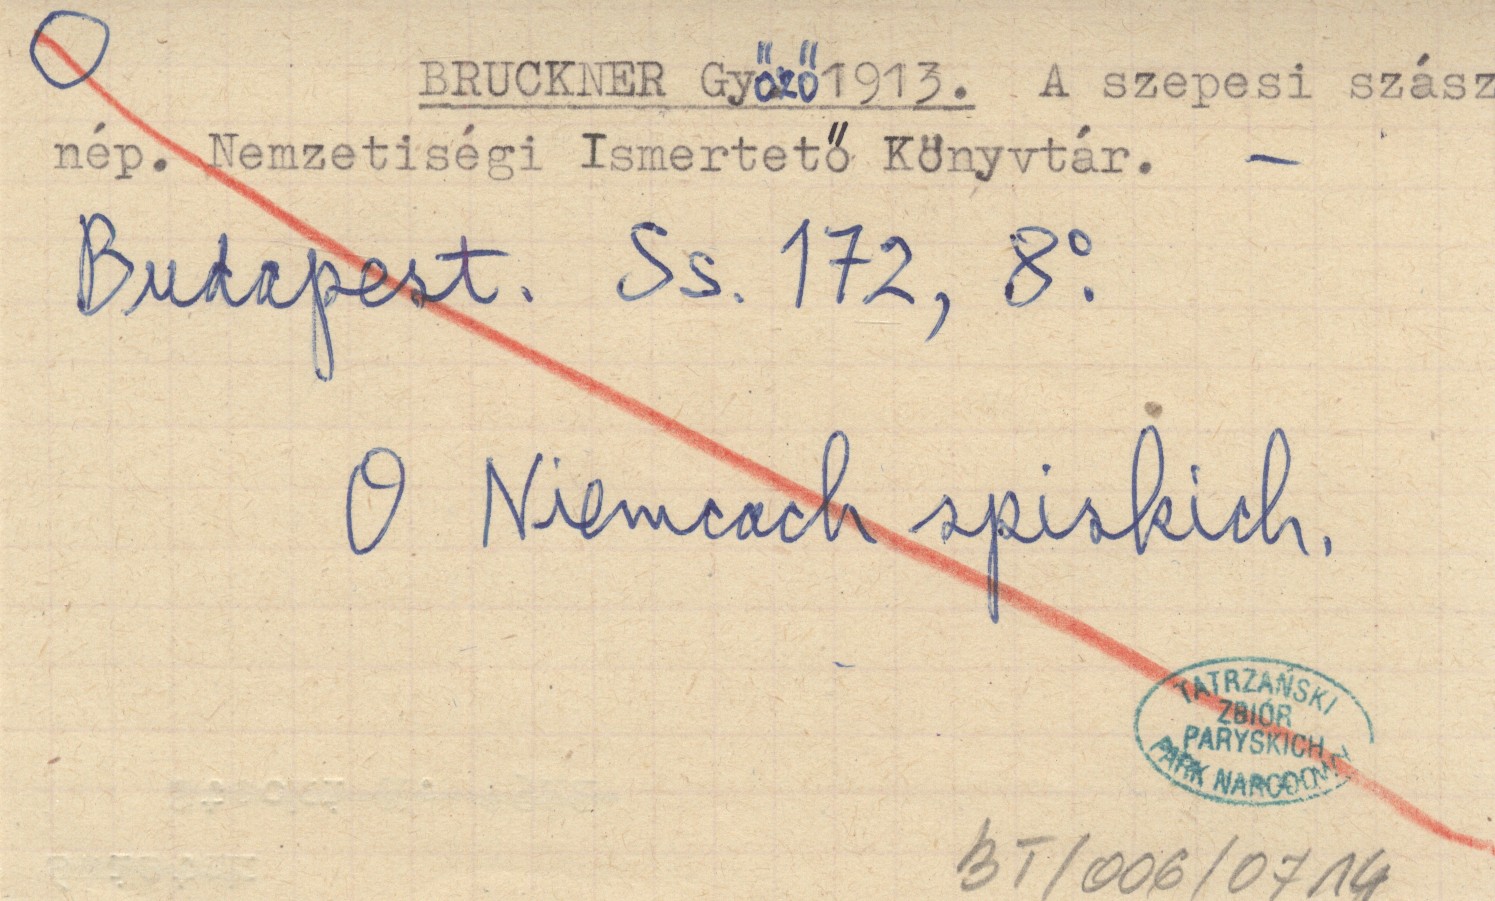 BRUCKNER Győző 1913. A szepesi szász
nép. Nemzetiségi Ismertető Könyvtár. –
Budapest. Ss. 172, 8°.
O Niemcach spiskich.
TATRZAŃSKI
ZBIÓR
PARYSKICH
PARK NARODOWY
BT/006/0714